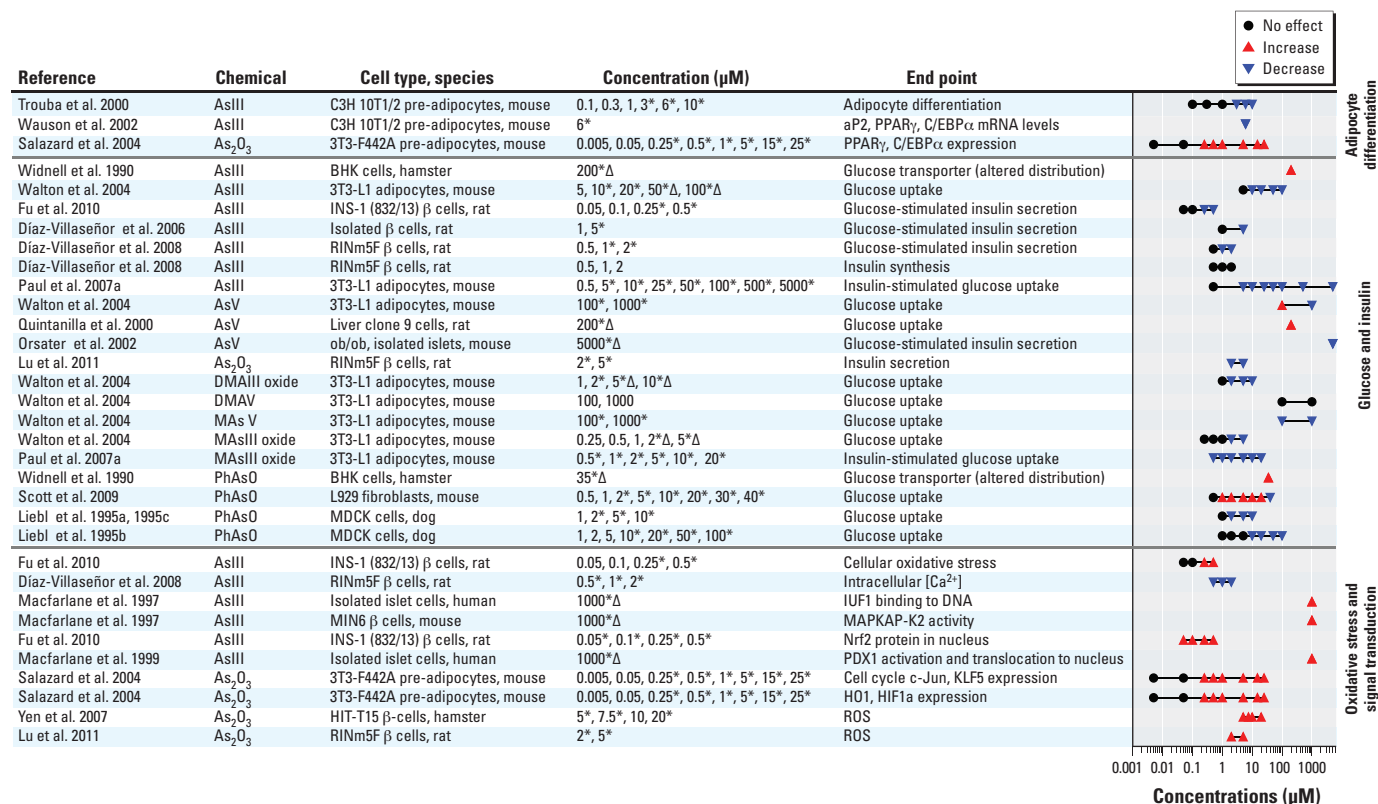 No effect
Increase
Decrease
Reference Chemical Cell type, species Concentration (µM) End point
Trouba et al. 2000 AsIII C3H 10T1/2 pre-adipocytes, mouse 0.1, 0.3, 1, 3*, 6*, 10* Adipocyte differentiation
Wauson et al. 2002 AsIII C3H 10T1/2 pre-adipocytes, mouse 6* aP2, PPARγ, C/EBPα mRNA levels
Salazard et al. 2004 As₂O₃ 3T3-F442A pre-adipocytes, mouse 0.005, 0.05, 0.25*, 0.5*, 1*, 5*, 15*, 25* PPARγ, C/EBPα expression
Adipocyte
differentiation
Widnell et al. 1990 AsIII BHK cells, hamster 200*Δ Glucose transporter (altered distribution)
Walton et al. 2004 AsIII 3T3-L1 adipocytes, mouse 5, 10*, 20*, 50*Δ, 100*Δ Glucose uptake
Fu et al. 2010 AsIII INS-1 (832/13) β cells, rat 0.05, 0.1, 0.25*, 0.5* Glucose-stimulated insulin secretion
Díaz-Villaseñor et al. 2006 AsIII Isolated β cells, rat 1, 5* Glucose-stimulated insulin secretion
Díaz-Villaseñor et al. 2008 AsIII RINm5F β cells, rat 0.5, 1*, 2* Glucose-stimulated insulin secretion
Díaz-Villaseñor et al. 2008 AsIII RINm5F β cells, rat 0.5, 1, 2 Insulin synthesis
Paul et al. 2007a AsIII 3T3-L1 adipocytes, mouse 0.5, 5*, 10*, 25*, 50*, 100*, 500*, 5000* Insulin-stimulated glucose uptake
Walton et al. 2004 AsV 3T3-L1 adipocytes, mouse 100*, 1000* Glucose uptake
Quintanilla et al. 2000 AsV Liver clone 9 cells, rat 200*Δ Glucose uptake
Orsater et al. 2002 AsV ob/ob, isolated islets, mouse 5000*Δ Glucose-stimulated insulin secretion
Lu et al. 2011 As₂O₃ RINm5F β cells, rat 2*, 5* Insulin secretion
Walton et al. 2004 DMAIII oxide 3T3-L1 adipocytes, mouse 1, 2*, 5*Δ, 10*Δ Glucose uptake
Walton et al. 2004 DMAV 3T3-L1 adipocytes, mouse 100, 1000 Glucose uptake
Walton et al. 2004 MAs V 3T3-L1 adipocytes, mouse 100*, 1000* Glucose uptake
Walton et al. 2004 MAsIII oxide 3T3-L1 adipocytes, mouse 0.25, 0.5, 1, 2*Δ, 5*Δ Glucose uptake
Paul et al. 2007a MAsIII oxide 3T3-L1 adipocytes, mouse 0.5*, 1*, 2*, 5*, 10*, 20* Insulin-stimulated glucose uptake
Widnell et al. 1990 PhAsO BHK cells, hamster 35*Δ Glucose transporter (altered distribution)
Scott et al. 2009 PhAsO L929 fibroblasts, mouse 0.5, 1, 2*, 5*, 10*, 20*, 30*, 40* Glucose uptake
Liebl et al. 1995a, 1995c PhAsO MDCK cells, dog 1, 2*, 5*, 10* Glucose uptake
Liebl et al. 1995b PhAsO MDCK cells, dog 1, 2, 5, 10*, 20*, 50*, 100* Glucose uptake
Glucose and insulin
Fu et al. 2010 AsIII INS-1 (832/13) β cells, rat 0.05, 0.1, 0.25*, 0.5* Cellular oxidative stress
Díaz-Villaseñor et al. 2008 AsIII RINm5F β cells, rat 0.5*, 1*, 2* Intracellular [Ca²⁺]
Macfarlane et al. 1997 AsIII Isolated islet cells, human 1000*Δ IUF1 binding to DNA
Macfarlane et al. 1997 AsIII MIN6 β cells, mouse 1000*Δ MAPKAP-K2 activity
Fu et al. 2010 AsIII INS-1 (832/13) β cells, rat 0.05*, 0.1*, 0.25*, 0.5* Nrf2 protein in nucleus
Macfarlane et al. 1999 AsIII Isolated islet cells, human 1000*Δ PDX1 activation and translocation to nucleus
Salazard et al. 2004 As₂O₃ 3T3-F442A pre-adipocytes, mouse 0.005, 0.05, 0.25*, 0.5*, 1*, 5*, 15*, 25* Cell cycle c-Jun, KLF5 expression
Salazard et al. 2004 As₂O₃ 3T3-F442A pre-adipocytes, mouse 0.005, 0.05, 0.25*, 0.5*, 1*, 5*, 15*, 25* HO1, HIF1a expression
Yen et al. 2007 As₂O₃ HIT-T15 β-cells, hamster 5*, 7.5*, 10, 20* ROS
Lu et al. 2011 As₂O₃ RINm5F β cells, rat 2*, 5* ROS
Oxidative stress and
signal transduction
0.001 0.01 0.1 1 10 100 1000
Concentrations (µM)